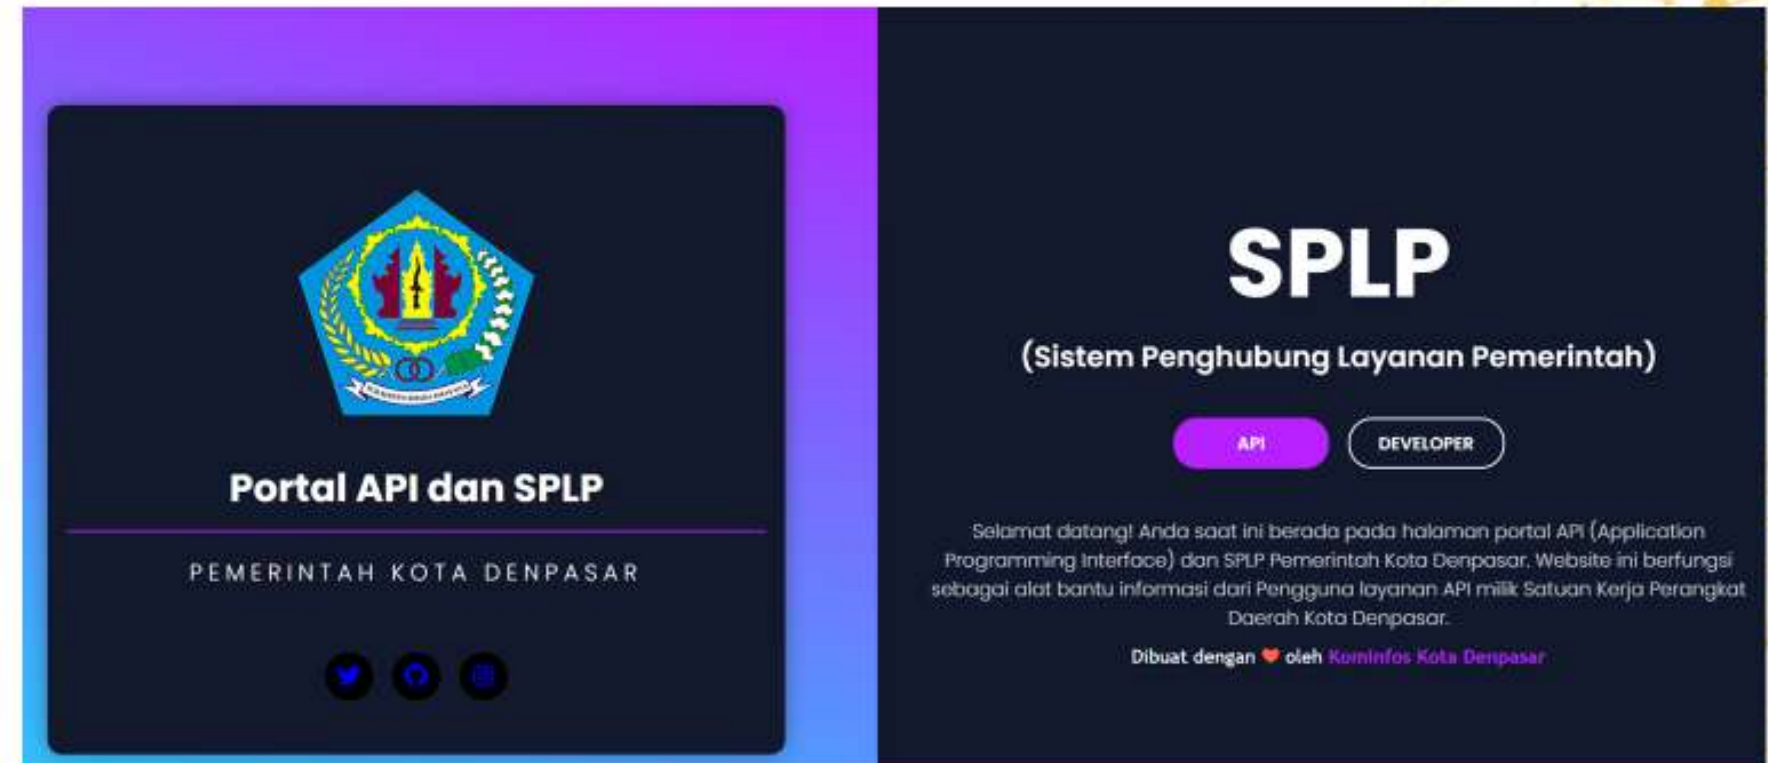 Portal API dan SPLP
PEMERINTAH KOTA DENPASAR
SPLP
(Sistem Penghubung Layanan Pemerintah)
API
DEVELOPER
Selamat datang! Anda saat ini berada pada halaman portal API (Application
Programming Interface) dan SPLP Pemerintah Kota Denpasar. Website ini berfungsi
sebagai alat bantu informasi dari Pengguna layanan API milik Satuan Kerja Perangkat
Daerah Kota Denpasar.
Dibuat dengan ❤ oleh Kominfos Kota Denpasar